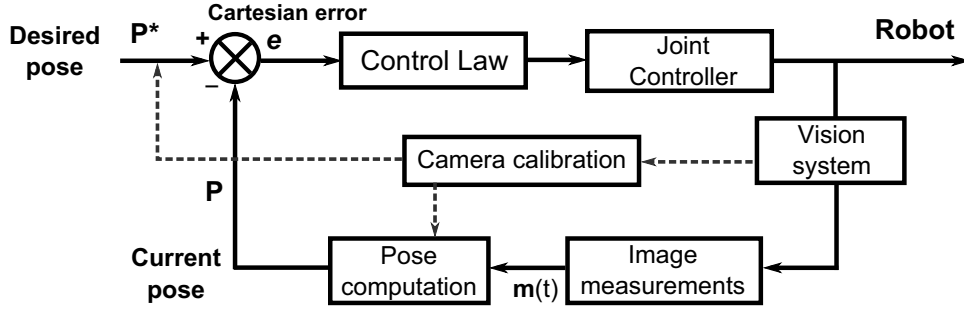 Cartesian error
Desired
pose
P*
+
e
−
Control Law
Joint
Controller
Robot
Vision
system
Camera calibration
P
Current
pose
Pose
computation
m(t)
Image
measurements